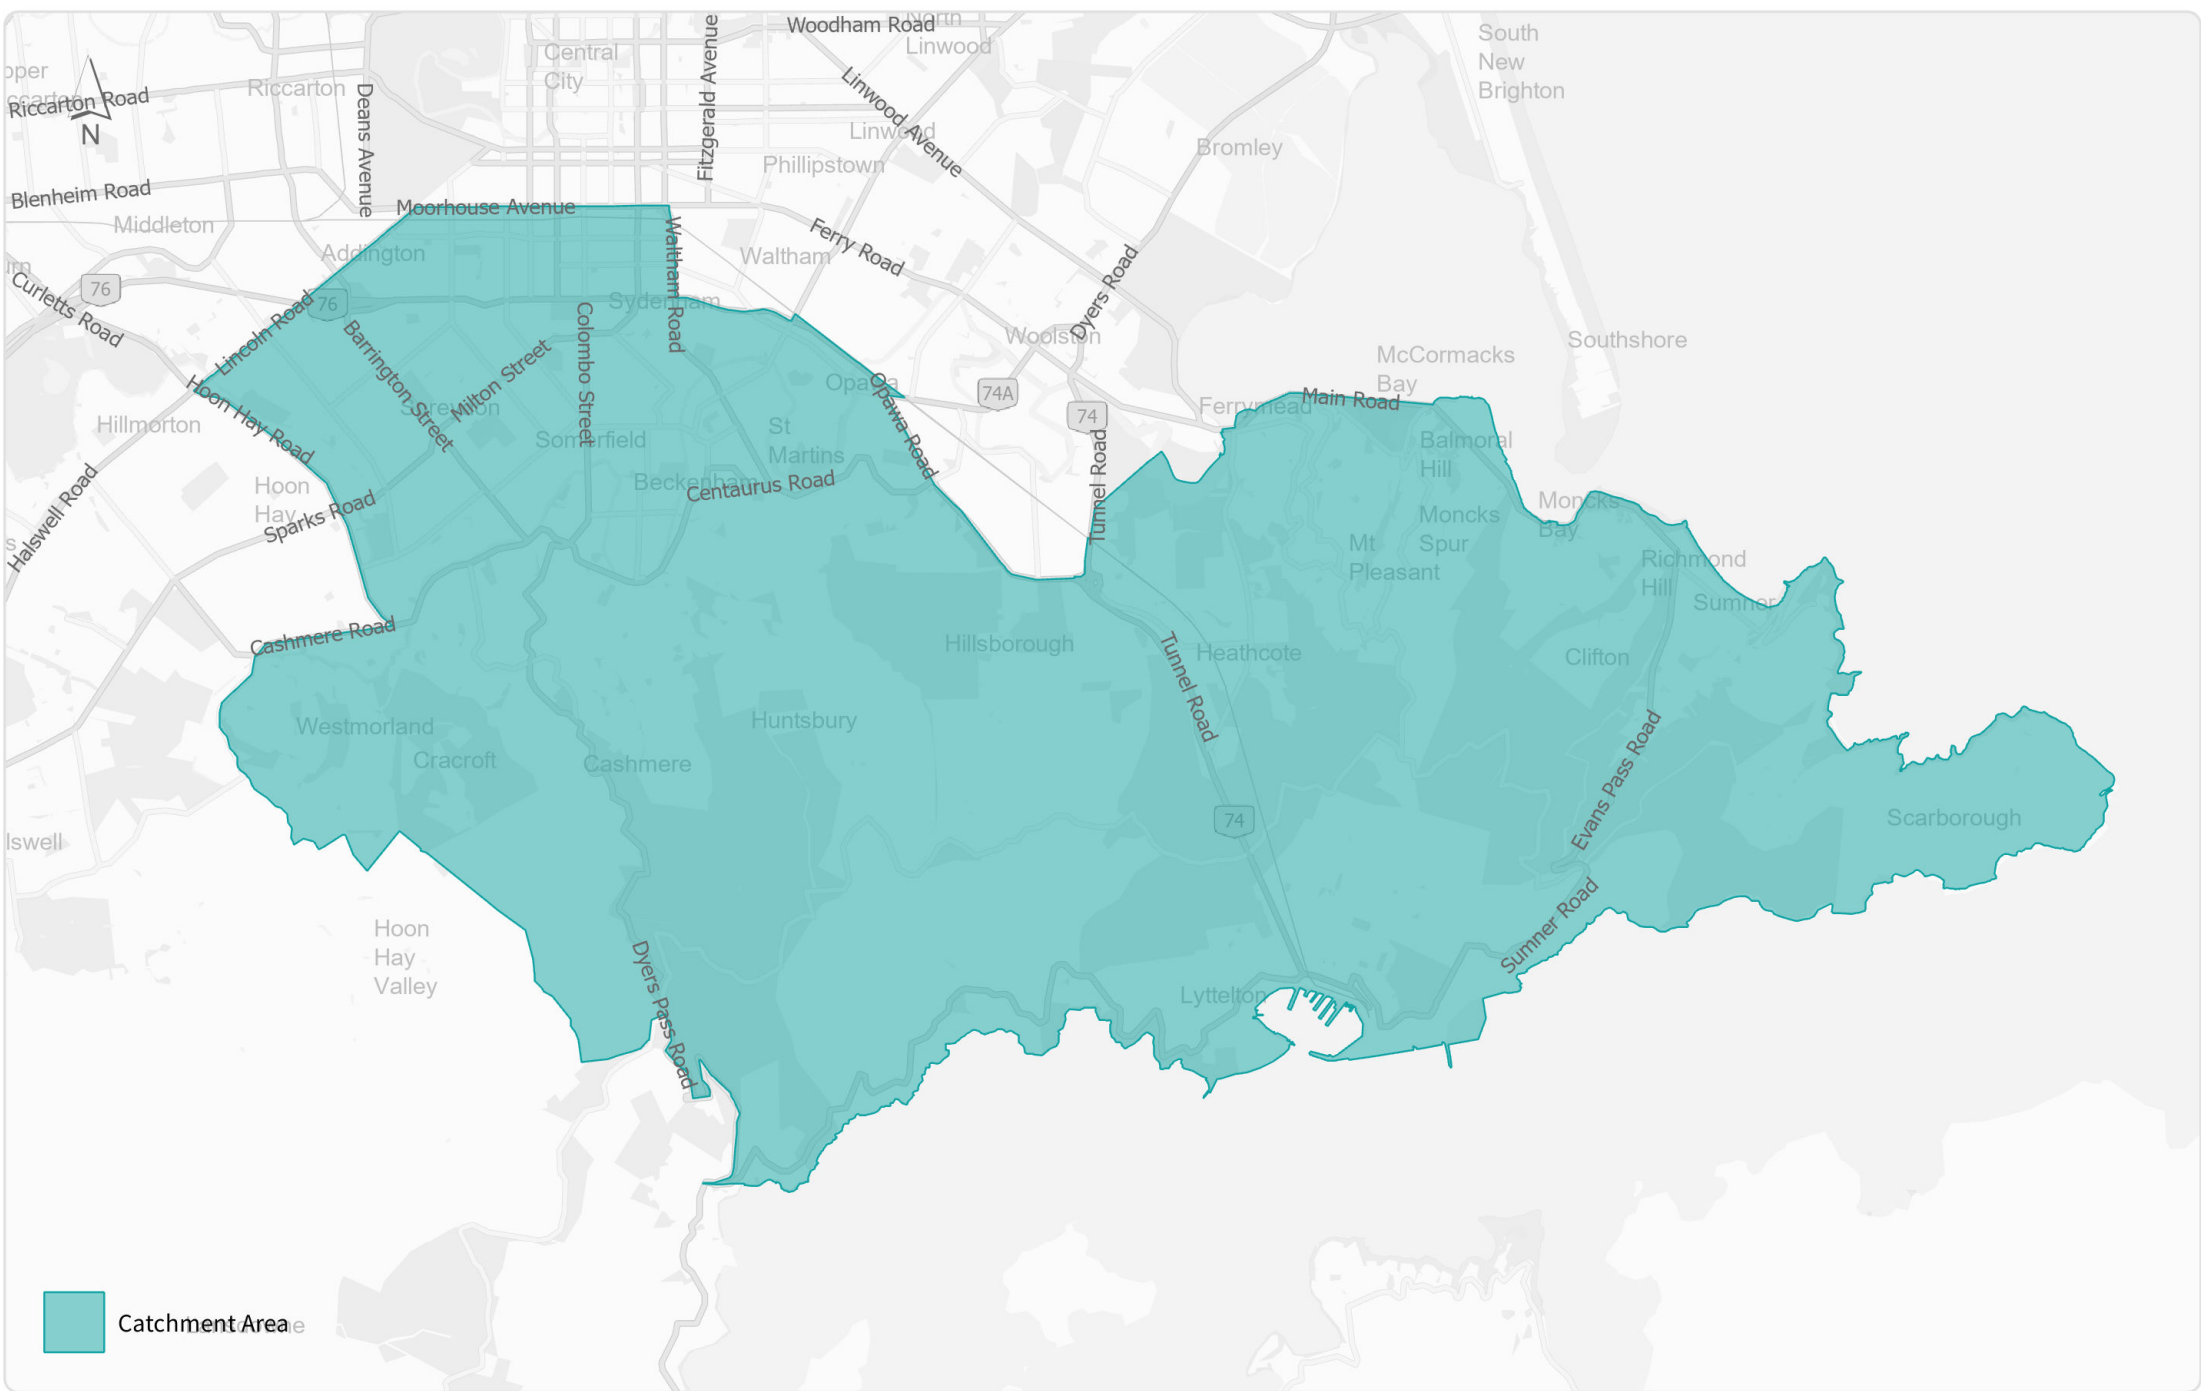 Woodham Road
North
Linwood
South
New
Brighton
Central
City
Riccarton
Riccarton Road
N
Deans Avenue
Fitzgerald Avenue
Linwood Avenue
Linwood
Phillipstown
Bromley
Blenheim Road
Middleton
Moorhouse Avenue
Addington
Waltham Road
Waltham
Ferry Road
Dyers Road
76
Curletts Road
76
Lincoln Road
Sydenham
Colombo Street
Barrington Street
Milton Street
Woolston
Southshore
McCormacks
Bay
Main Road
Ferrymead
74A
74
Opawa
Opawa Road
Hoon Hay Road
Spreydon
Hillmorton
Somerfield
St
Martins
Balmoral
Hill
Tunnel Road
Beckenham
Centaurus Road
Halswell Road
Hoon
Hay
Sparks Road
Moncks
Bay
Moncks
Spur
Mt
Pleasant
Richmond
Hill
Sumner
Cashmere Road
Hillsborough
Heathcote
Tunnel Road
Clifton
Westmorland
Cracroft
Cashmere
Huntsbury
Evans Pass Road
74
Scarborough
lswell
Hoon
Hay
Valley
Dyers Pass Road
Sumner Road
Lyttelton
Catchment Area
Lansdowne